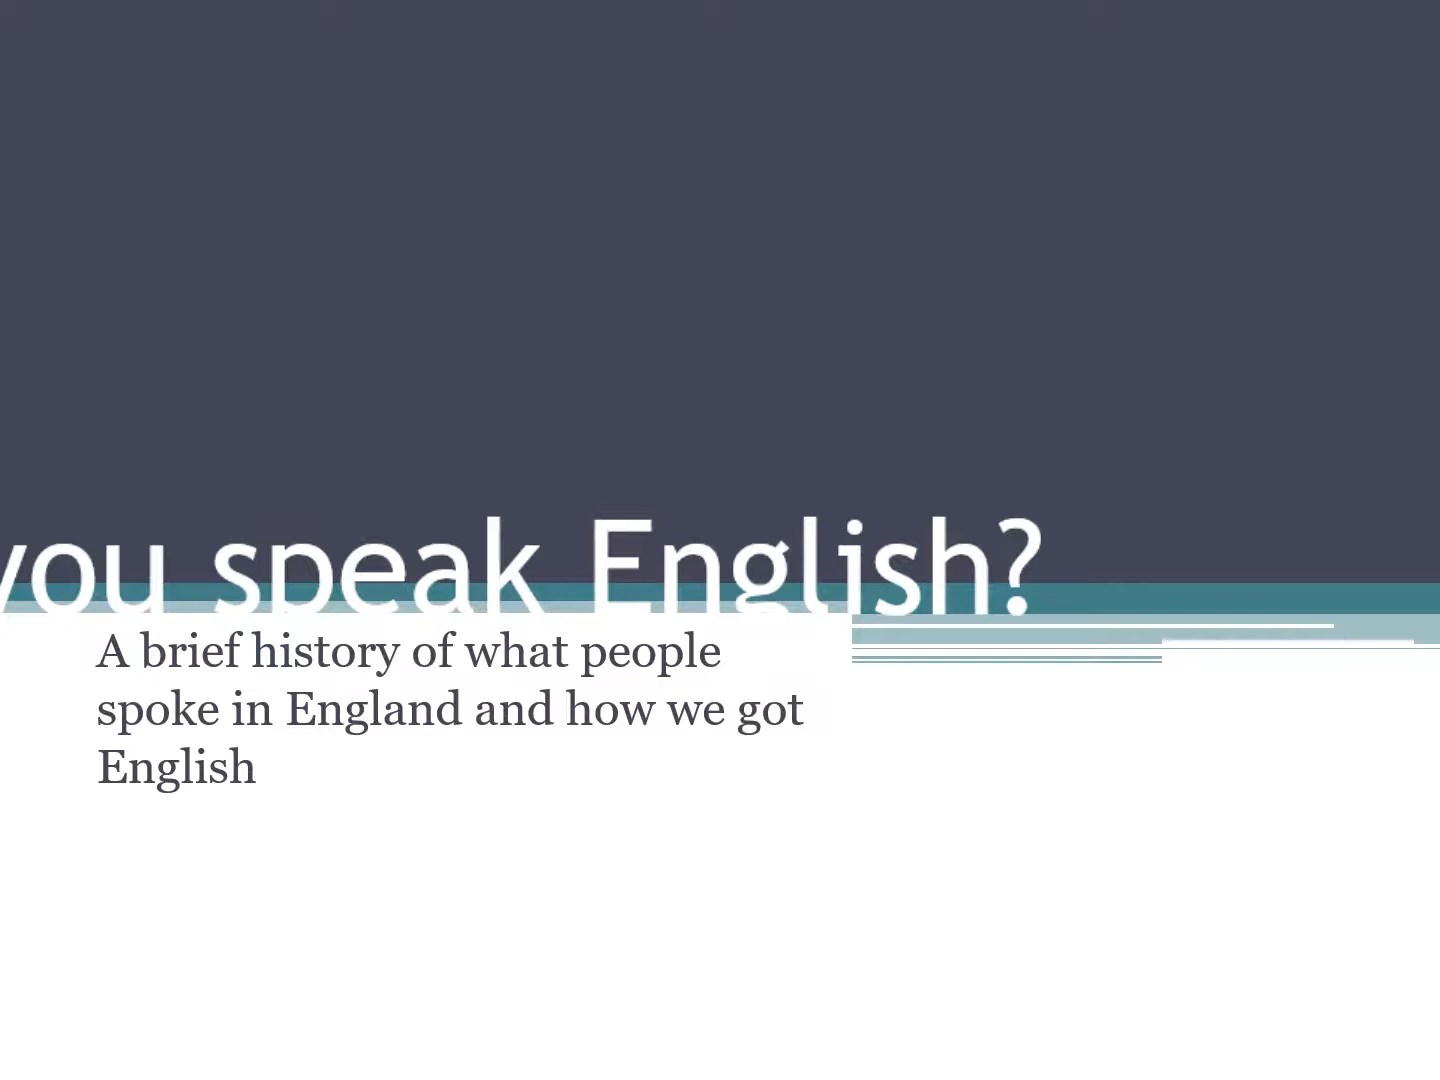 you speak English?
A brief history of what people
spoke in England and how we got
English